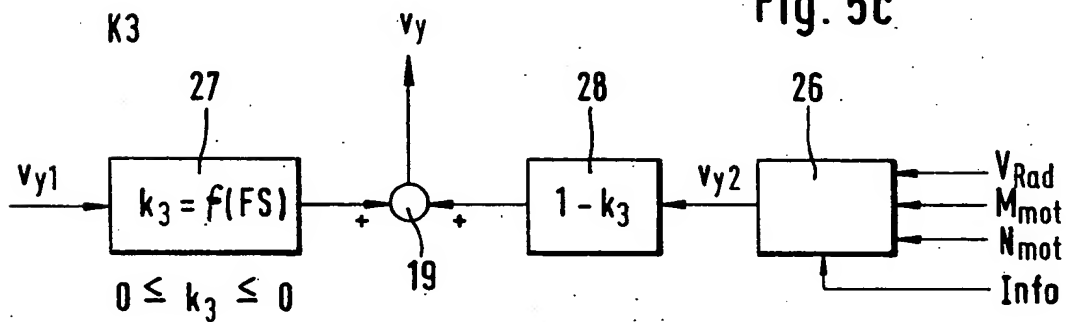 Fig. 5c
K3
vy
27
28
26
vy1
k3 = f(FS)
+
+
1 - k3
vy2
VRad
Mmot
Nmot
Info
19
0 ≤ k3 ≤ 0